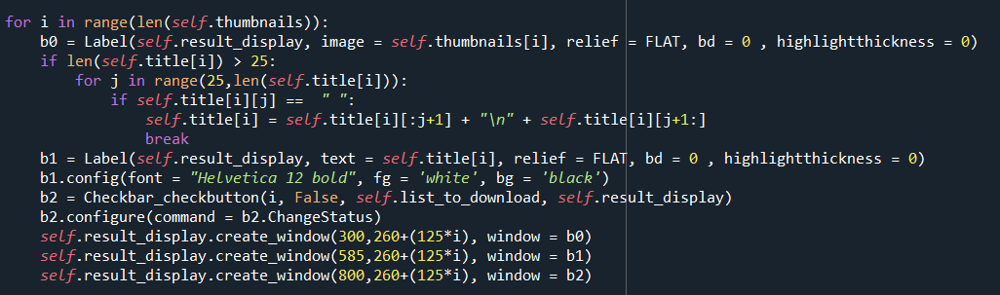 for i in range(len(self.thumbnails)):
    b0 = Label(self.result_display, image = self.thumbnails[i], relief = FLAT, bd = 0 , highlightthickness = 0)
    if len(self.title[i]) > 25:
        for j in range(25,len(self.title[i])):
            if self.title[i][j] ==  " ":
                self.title[i] = self.title[i][:j+1] + "\n" + self.title[i][j+1:]
                break
    b1 = Label(self.result_display, text = self.title[i], relief = FLAT, bd = 0 , highlightthickness = 0)
    b1.config(font = "Helvetica 12 bold", fg = 'white', bg = 'black')
    b2 = Checkbar_checkbutton(i, False, self.list_to_download, self.result_display)
    b2.configure(command = b2.ChangeStatus)
    self.result_display.create_window(300,260+(125*i), window = b0)
    self.result_display.create_window(585,260+(125*i), window = b1)
    self.result_display.create_window(800,260+(125*i), window = b2)